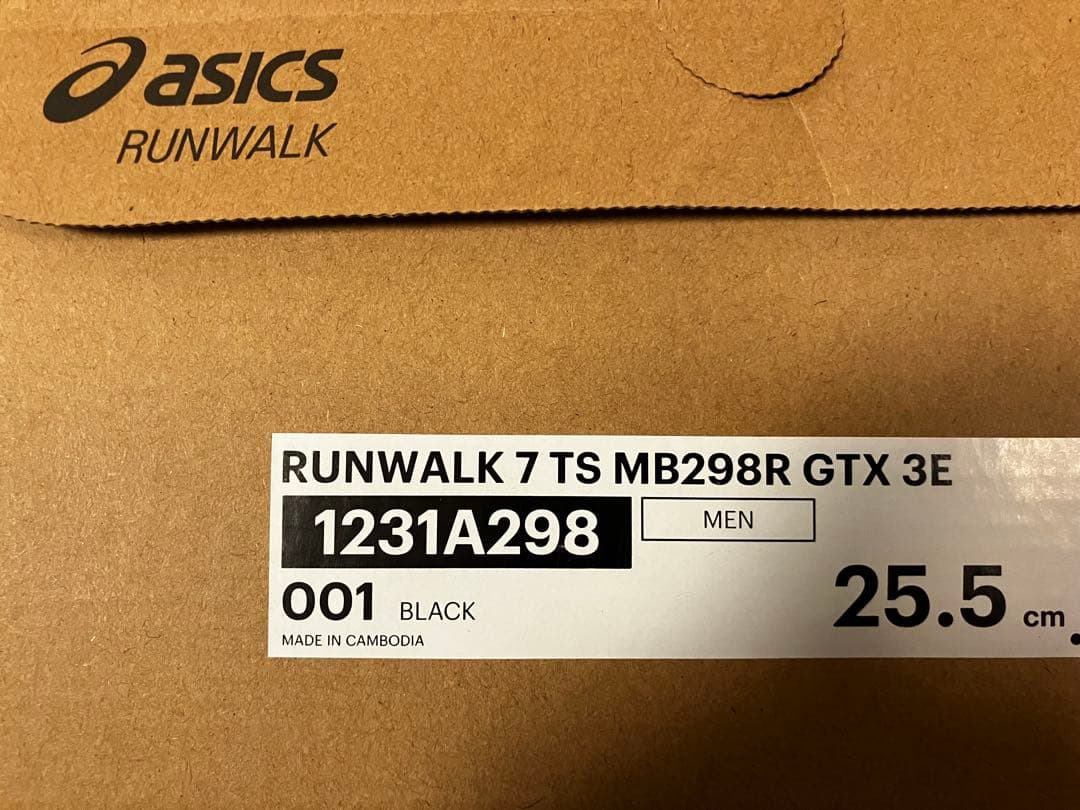 asics
RUNWALK
RUNWALK 7 TS MB298R GTX 3E
1231A298
MEN
001 BLACK
25.5 cm
MADE IN CAMBODIA